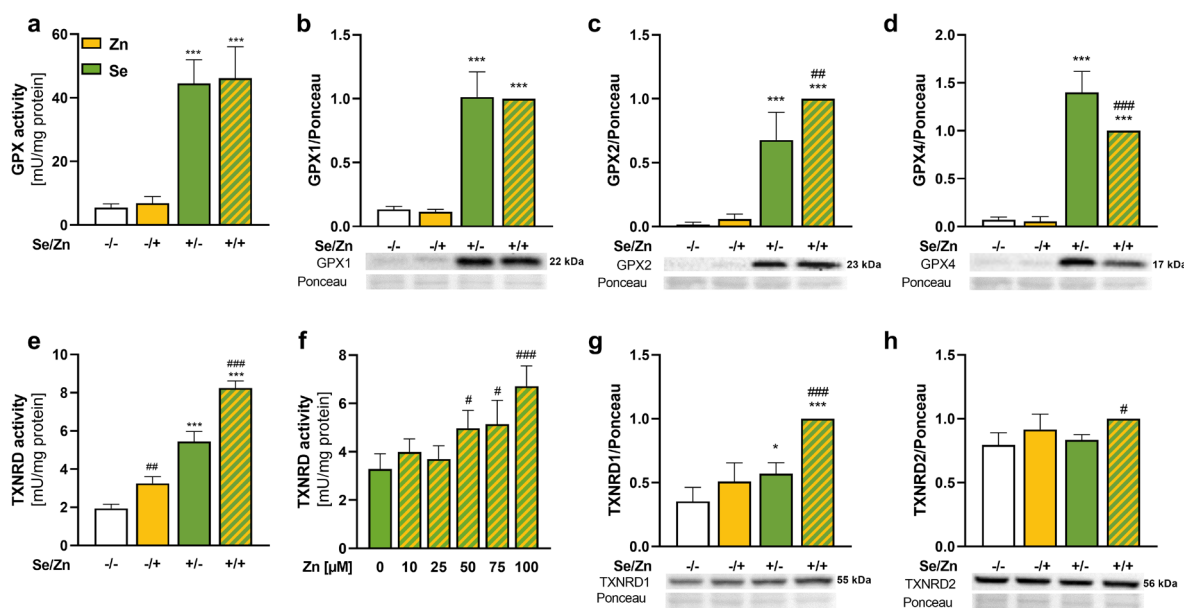 a
GPX activity
[mU/mg protein]
60
40
20
0
Zn
Se
***
***
Se/Zn -/- -/+ +/- +/+
b
GPX1/Ponceau
1.5
1.0
0.5
0.0
***
***
Se/Zn -/- -/+ +/- +/+
GPX1 22 kDa
Ponceau
c
GPX2/Ponceau
1.5
1.0
0.5
0.0
***
##
***
Se/Zn -/- -/+ +/- +/+
GPX2 23 kDa
Ponceau
d
GPX4/Ponceau
2.0
1.5
1.0
0.5
0.0
***
###
***
Se/Zn -/- -/+ +/- +/+
GPX4 17 kDa
Ponceau
e
TXNRD activity
[mU/mg protein]
10
8
6
4
2
0
##
***
###
***
Se/Zn -/- -/+ +/- +/+
f
TXNRD activity
[mU/mg protein]
8
6
4
2
0
#
#
###
Zn [µM] 0 10 25 50 75 100
g
TXNRD1/Ponceau
1.5
1.0
0.5
0.0
*
###
***
Se/Zn -/- -/+ +/- +/+
TXNRD1 55 kDa
Ponceau
h
TXNRD2/Ponceau
1.5
1.0
0.5
0.0
#
Se/Zn -/- -/+ +/- +/+
TXNRD2 56 kDa
Ponceau